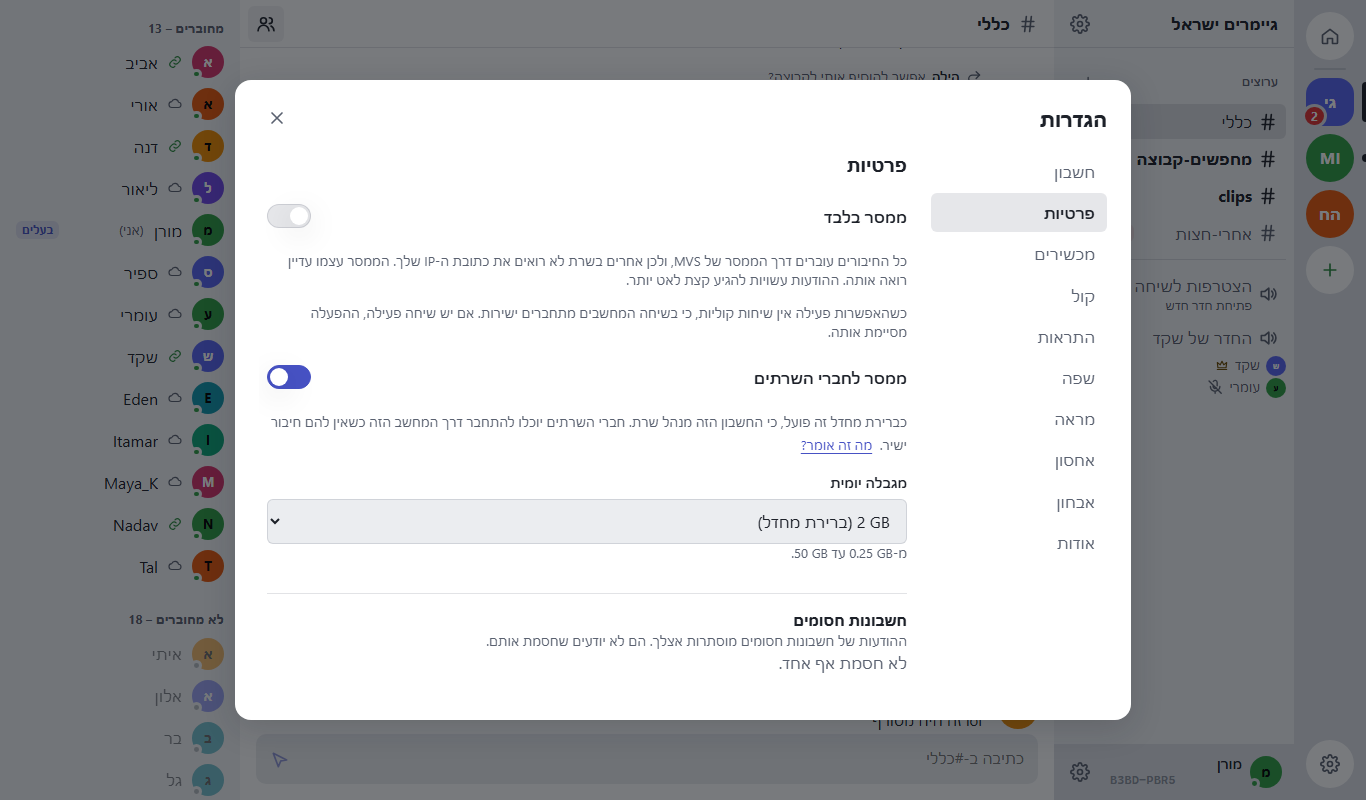 גיימרים ישראל
כללי
מחוברים – 13
גי
2
MI
הח
ערוצים
כללי
מחפשים-קבוצה
clips
אחרי-חצות
הצטרפות לשיחה
פתיחת חדר חדש
החדר של שקד
ש שקד
ע עומרי
מורן
B3BD–PBR5
מ
הילה אפשר להוסיף אותי לקבוצה?
הגדרות
חשבון
פרטיות
מכשירים
קול
התראות
שפה
מראה
אחסון
אבחון
אודות
פרטיות
ממסר בלבד
כל החיבורים עוברים דרך הממסר של MVS, ולכן אחרים בשרת לא רואים את כתובת ה-IP שלך. הממסר עצמו עדיין
רואה אותה. ההודעות עשויות להגיע קצת לאט יותר.
כשהאפשרות פעילה אין שיחות קוליות, כי בשיחה המחשבים מתחברים ישירות. אם יש שיחה פעילה, ההפעלה
מסיימת אותה.
ממסר לחברי השרתים
כברירת מחדל זה פועל, כי החשבון הזה מנהל שרת. חברי השרתים יוכלו להתחבר דרך המחשב הזה כשאין להם חיבור
ישיר. מה זה אומר?
מגבלה יומית
2 GB (ברירת מחדל)
מ-0.25 GB עד 50 GB.
חשבונות חסומים
ההודעות של חשבונות חסומים מוסתרות אצלך. הם לא יודעים שחסמת אותם.
לא חסמת אף אחד.
כתיבה ב-#כללי
א אביב
א אורי
ד דנה
ל ליאור
מ מורן (אני) בעלים
ס ספיר
ע עומרי
ש שקד
E Eden
I Itamar
M Maya_K
N Nadav
T Tal
לא מחוברים – 18
א איתי
א אלון
ב בר
ג גל